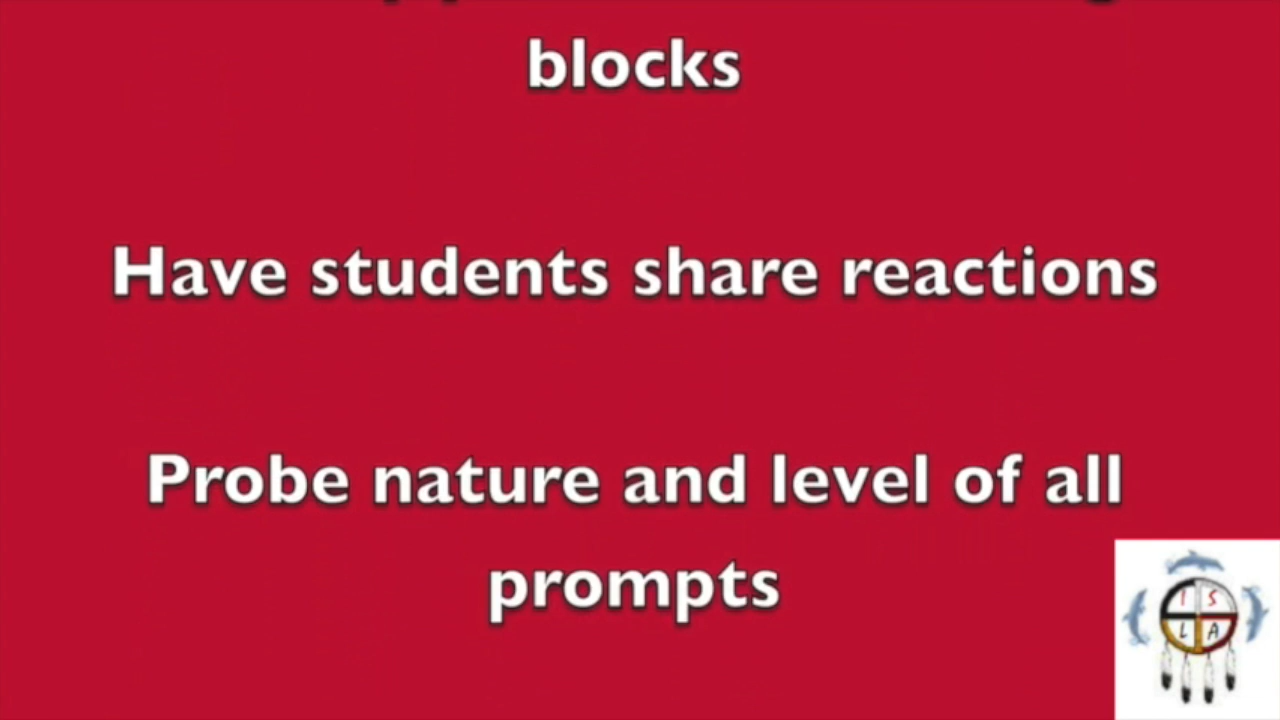 blocks
Have students share reactions
Probe nature and level of all
prompts
I S
L A